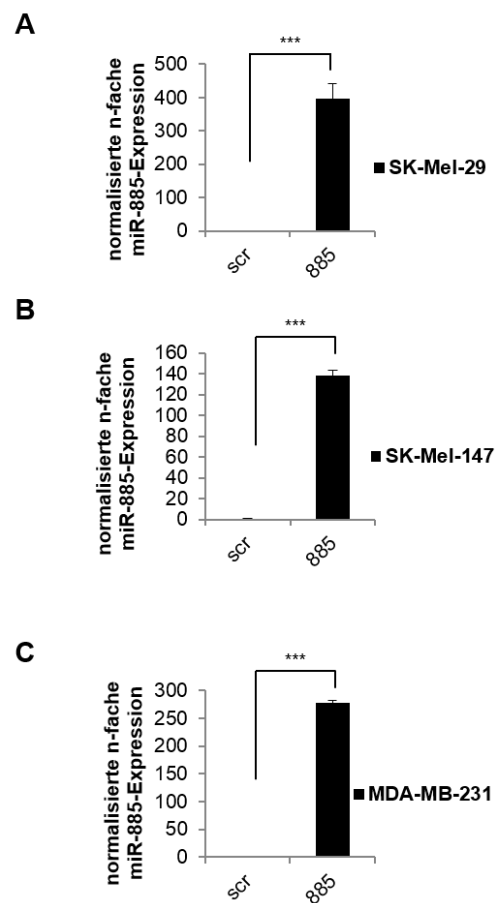 A
***
normalisierte n-fache
miR-885-Expression
500
400
300
200
100
0
scr
885
SK-Mel-29
B
***
normalisierte n-fache
miR-885-Expression
160
140
120
100
80
60
40
20
0
scr
885
SK-Mel-147
C
***
normalisierte n-fache
miR-885-Expression
300
250
200
150
100
50
0
scr
885
MDA-MB-231